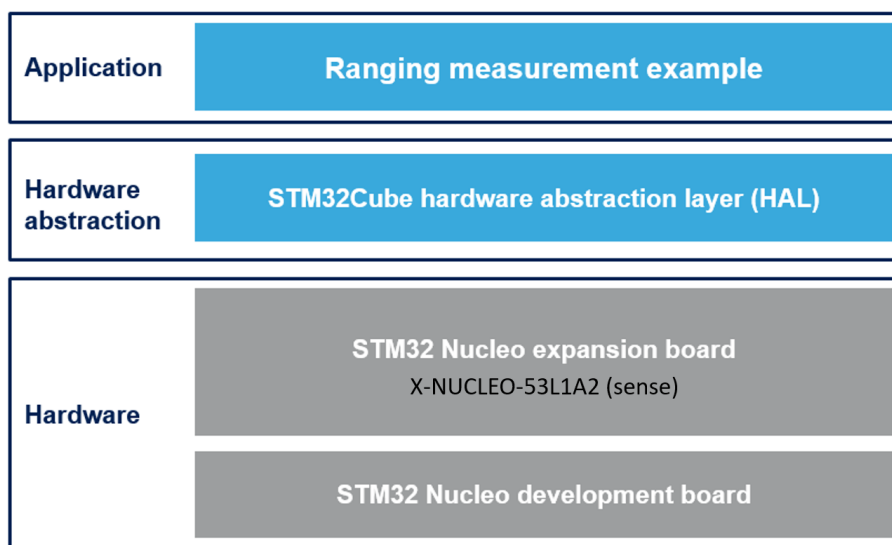 Application
Ranging measurement example
Hardware
abstraction
STM32Cube hardware abstraction layer (HAL)
Hardware
STM32 Nucleo expansion board
X-NUCLEO-53L1A2 (sense)
STM32 Nucleo development board